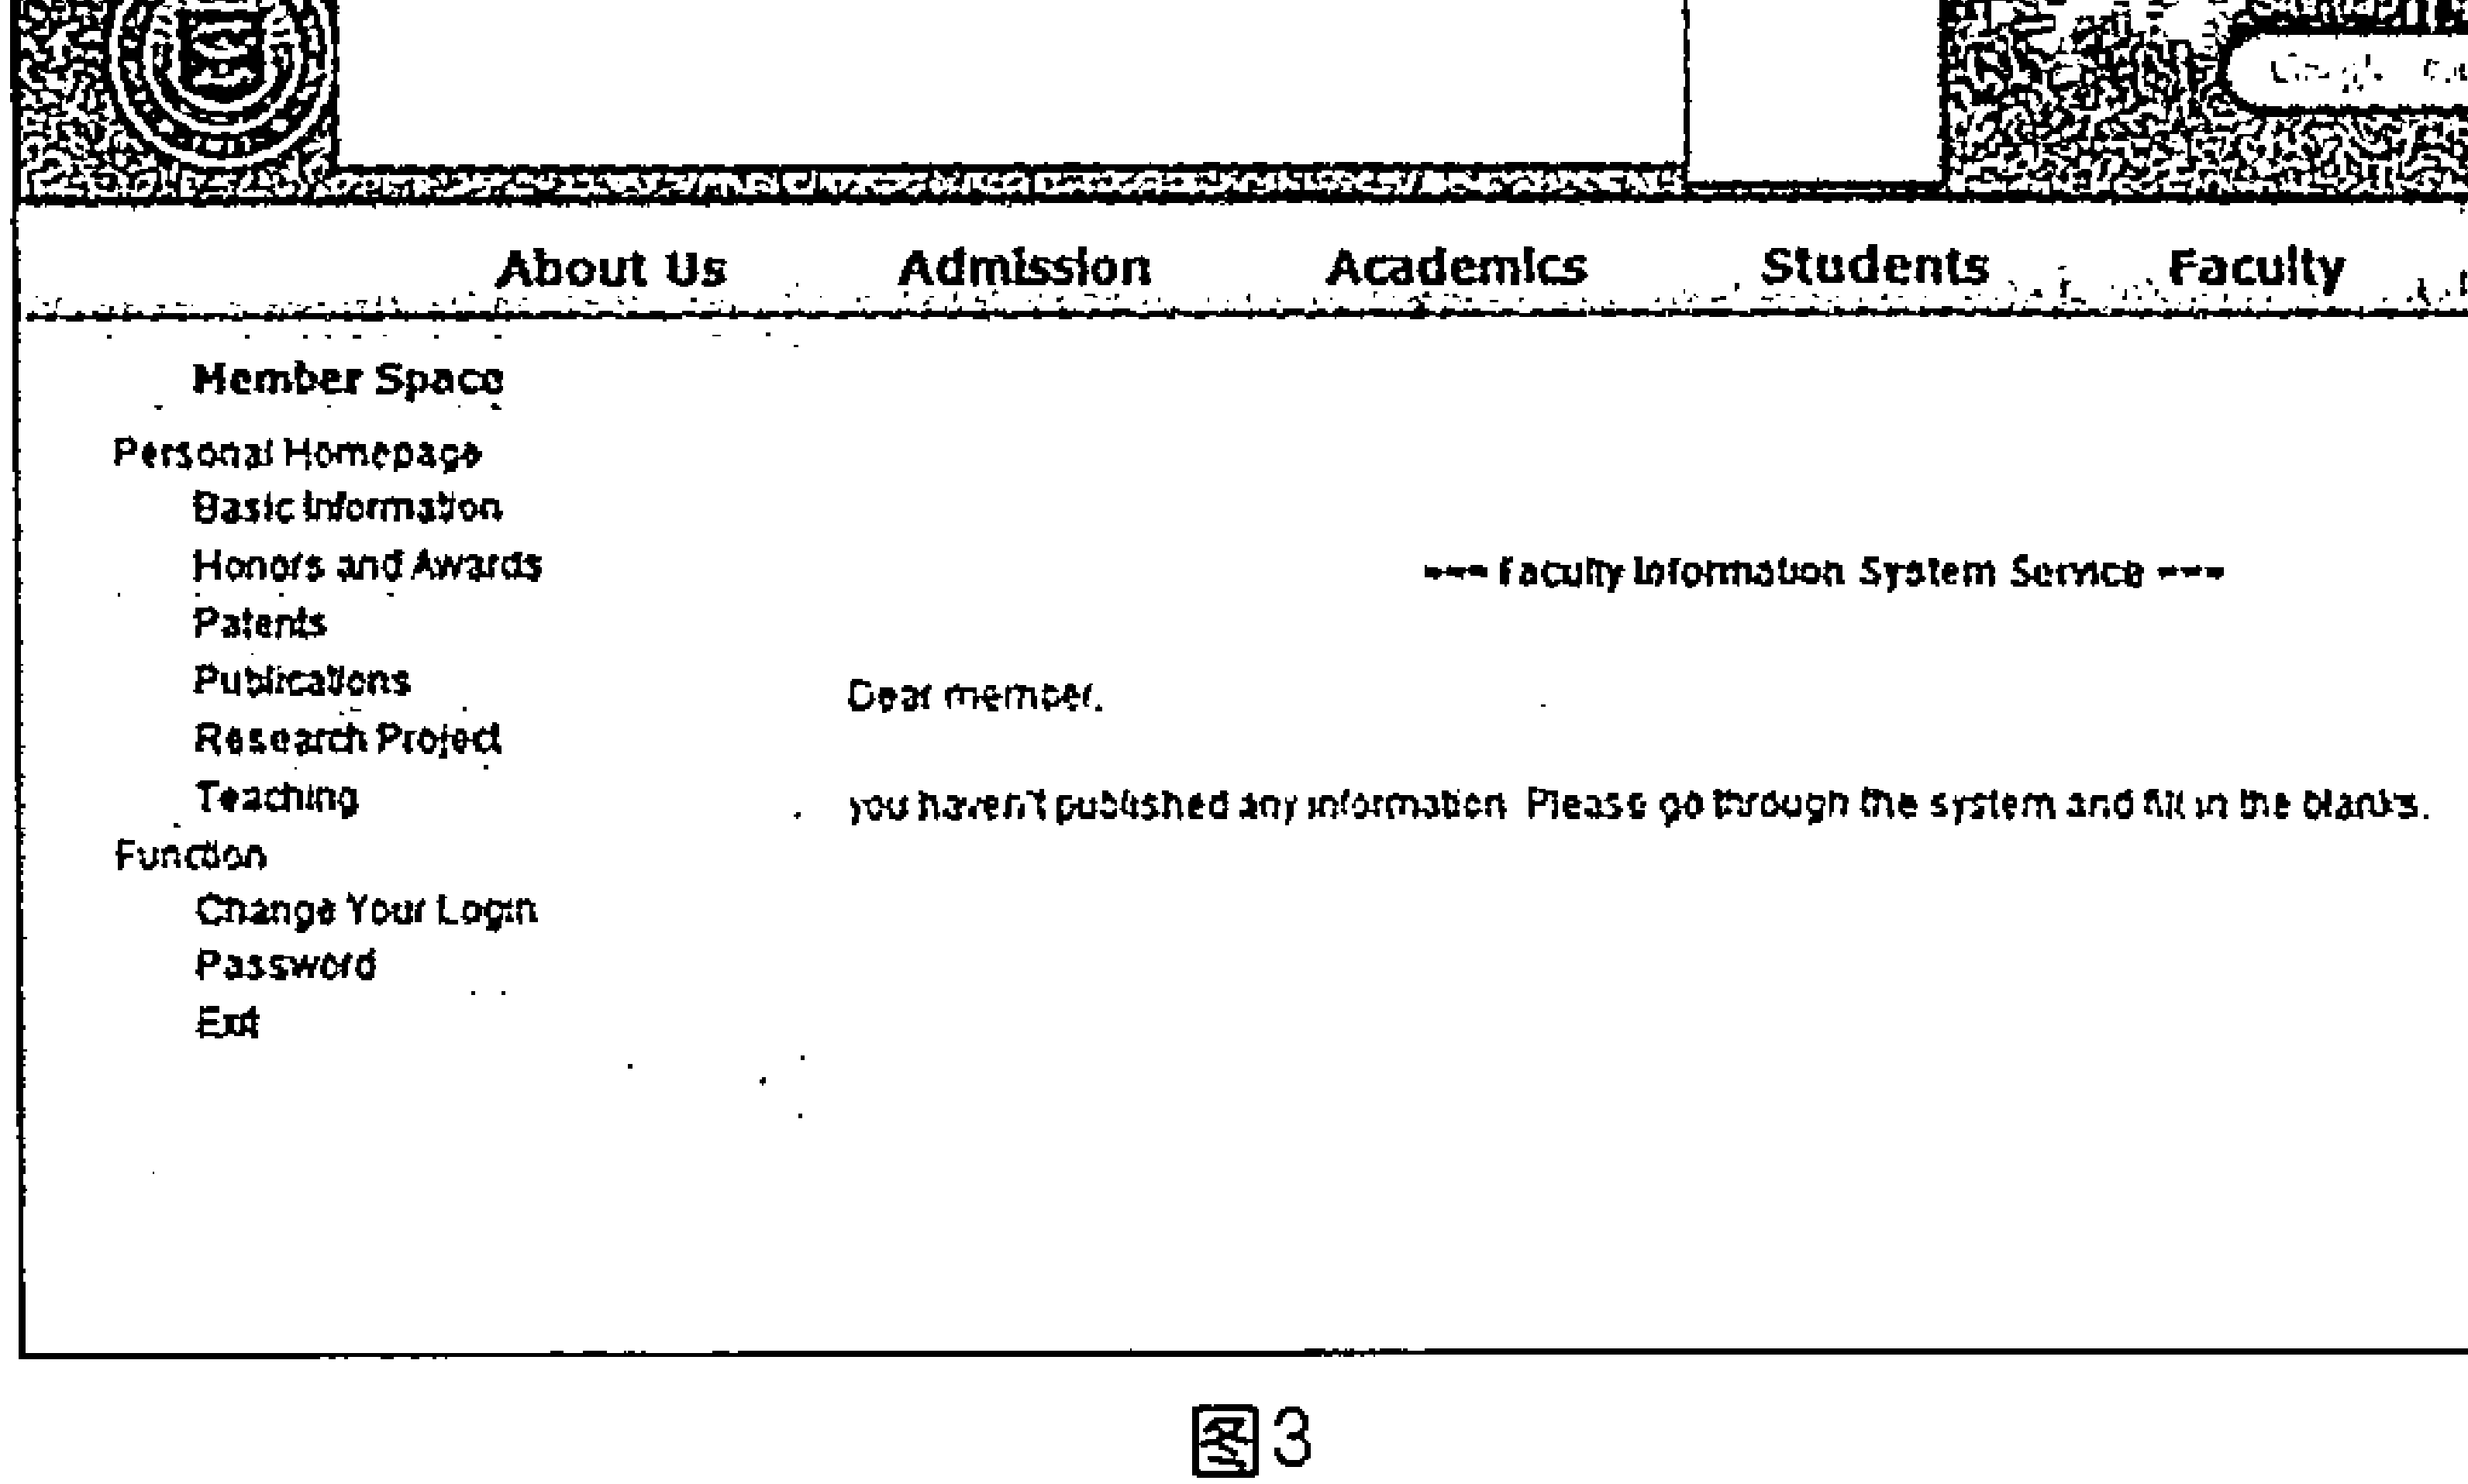 About Us Admission Academics Students Faculty
Member Space
Personal Homepage
Basic Information
Honors and Awards
Patents
Publications
Research Project
Teaching
Function
Change Your Login
Password
Exit
--- Faculty Information System Service ---
Dear member,
you haven't published any information. Please go through the system and fill in the blanks.
图3